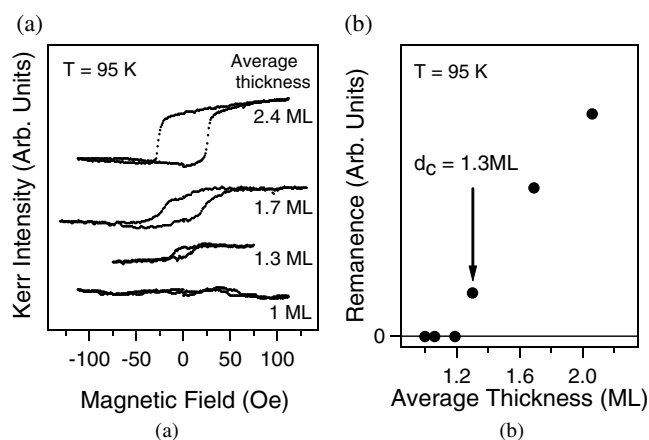 (a)
T = 95 K
Average
thickness
2.4 ML
1.7 ML
1.3 ML
1 ML
Kerr Intensity (Arb. Units)
-100 -50 0 50 100
Magnetic Field (Oe)
(a)
(b)
T = 95 K
dC = 1.3ML
Remanence (Arb. Units)
0
1.2 1.6 2.0
Average Thickness (ML)
(b)